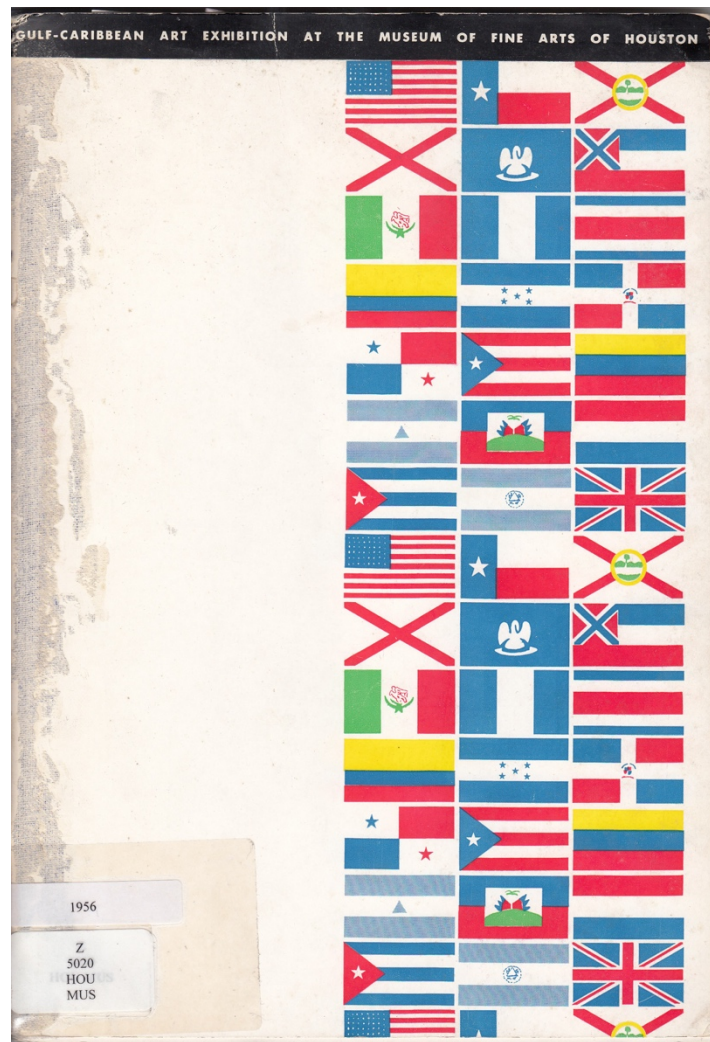 GULF-CARIBBEAN ART EXHIBITION AT THE MUSEUM OF FINE ARTS OF HOUSTON
1956
Z
5020
HOU
MUS